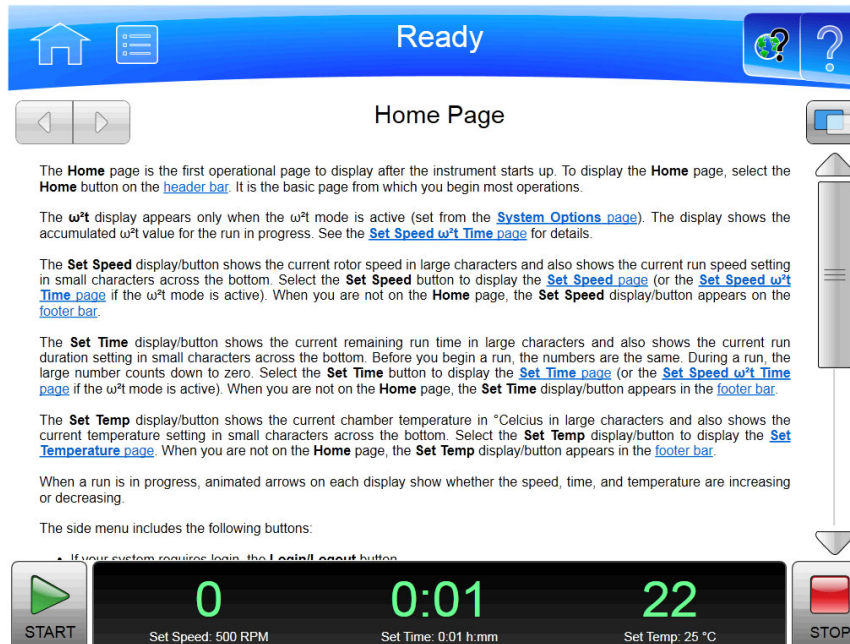 Ready
?
?
Home Page
The Home page is the first operational page to display after the instrument starts up. To display the Home page, select the
Home button on the header bar. It is the basic page from which you begin most operations.
The ω²t display appears only when the ω²t mode is active (set from the System Options page). The display shows the
accumulated ω²t value for the run in progress. See the Set Speed ω²t Time page for details.
The Set Speed display/button shows the current rotor speed in large characters and also shows the current run speed setting
in small characters across the bottom. Select the Set Speed button to display the Set Speed page (or the Set Speed ω²t
Time page if the ω²t mode is active). When you are not on the Home page, the Set Speed display/button appears on the
footer bar.
The Set Time display/button shows the current remaining run time in large characters and also shows the current run
duration setting in small characters across the bottom. Before you begin a run, the numbers are the same. During a run, the
large number counts down to zero. Select the Set Time button to display the Set Time page (or the Set Speed ω²t Time
page if the ω²t mode is active). When you are not on the Home page, the Set Time display/button appears in the footer bar.
The Set Temp display/button shows the current chamber temperature in °Celcius in large characters and also shows the
current temperature setting in small characters across the bottom. Select the Set Temp display/button to display the Set
Temperature page. When you are not on the Home page, the Set Temp display/button appears in the footer bar.
When a run is in progress, animated arrows on each display show whether the speed, time, and temperature are increasing
or decreasing.
The side menu includes the following buttons:
• If your system requires login, the Login/Logout button
0 0:01 22
START Set Speed: 500 RPM Set Time: 0:01 h:mm Set Temp: 25 °C STOP